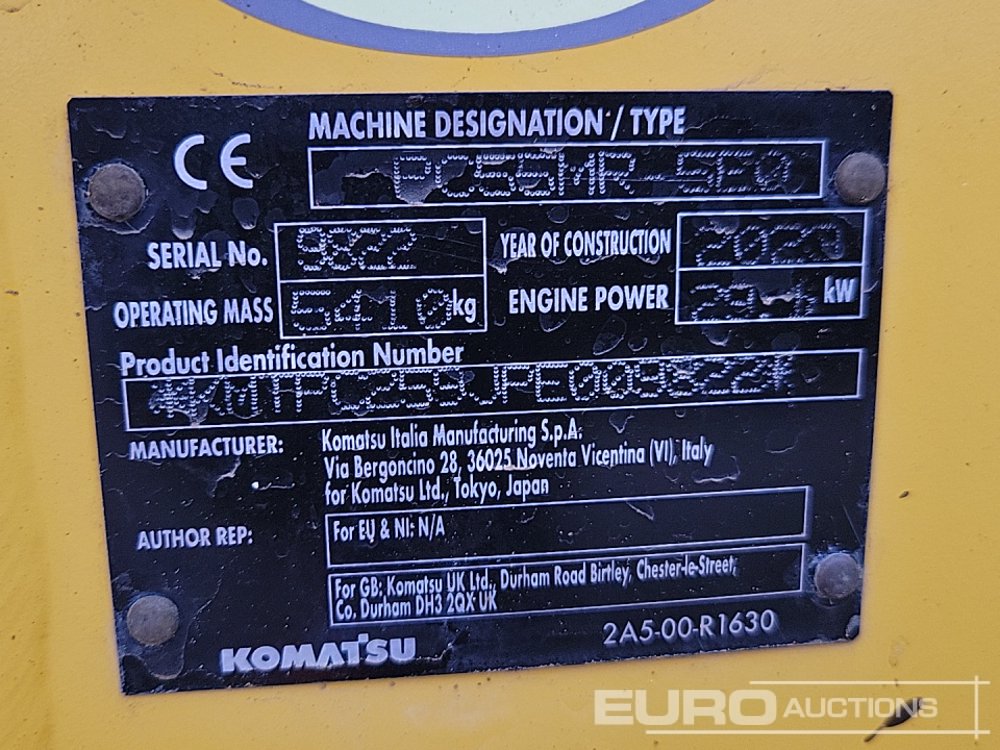 CE
MACHINE DESIGNATION / TYPE
PC55MR-5E0
SERIAL No. 9822
YEAR OF CONSTRUCTION
OPERATING MASS 5410 kg
ENGINE POWER kW
Product Identification Number
*KMTPC259JPE009822*
MANUFACTURER: Komatsu Italia Manufacturing S.p.A.
Via Bergoncino 28, 36025 Noventa Vicentina (VI), Italy
for Komatsu Ltd., Tokyo, Japan
AUTHOR REP: For EU & NI: N/A
For GB: Komatsu UK Ltd., Durham Road Birtley, Chester-le-Street,
Co. Durham DH3 2QX UK
2A5-00-R1630
KOMATSU
EURO AUCTIONS